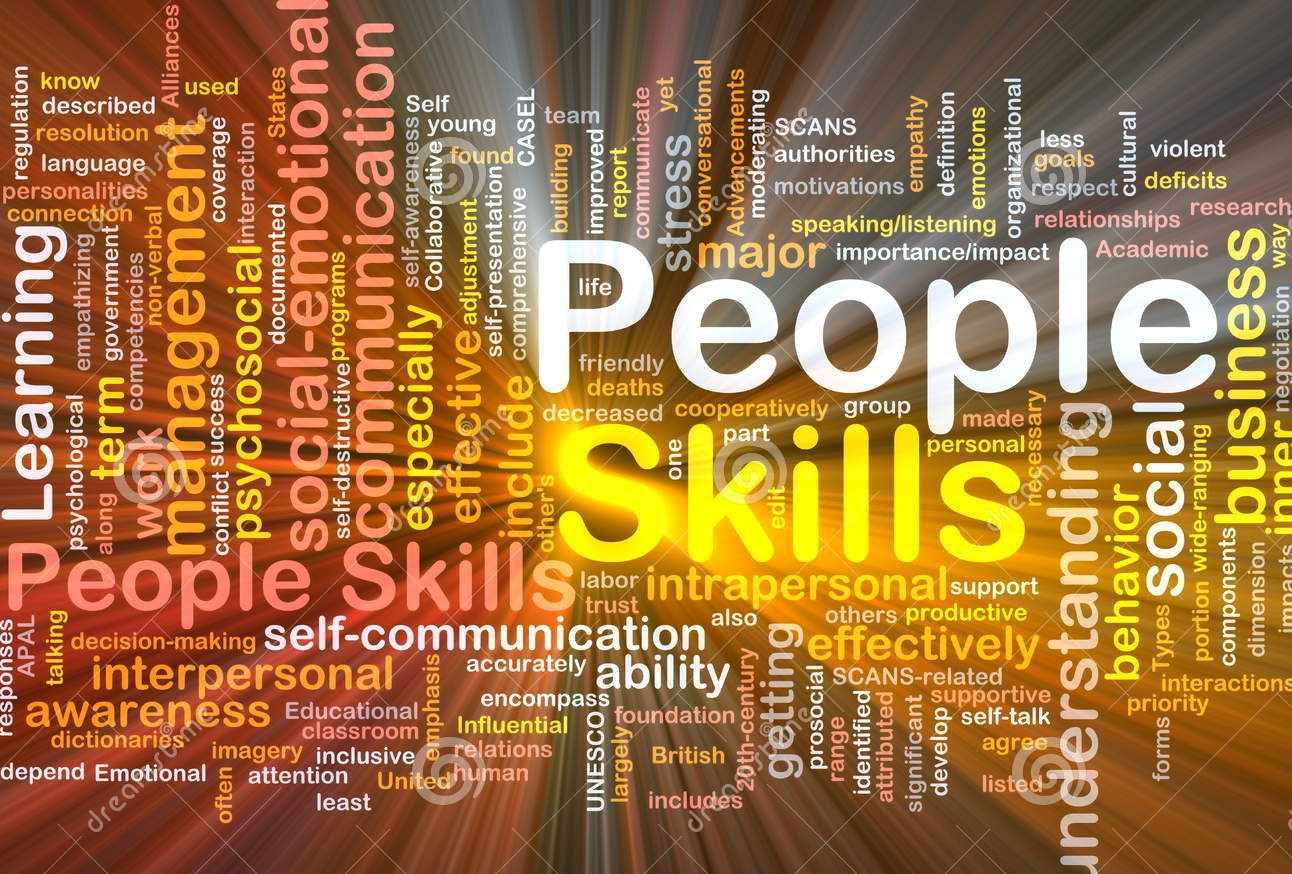 know
described
resolution
language
personalities
connection
regulation
Alliances
used
States
management
coverage
interaction
non-verbal
empathizing
government
competencies
Learning
psychological
term
along
work
conflict
success
psychosocial
documented
social-emotional
programs
self-destructive
communication
Self
young
found
self-awareness
Collaborative
CASEL
team
building
improved
report
communicate
yet
stress
conversational
Advancements
moderating
SCANS
authorities
motivations
empathy
definition
emotions
organizational
less
goals
respect
cultural
violent
deficits
speaking/listening
relationships
research
major
importance/impact
Academic
way
adjustment
self-presentation
comprehensive
especially
effective
include
other's
life
People
friendly
deaths
decreased
cooperatively
group
made
part
personal
necessary
one
Skills
edit
understanding
behavior
social
wide-ranging
business
negotiation
inner
People Skills
labor
intrapersonal
support
trust
also
others
productive
responses
APAL
talking
decision-making
self-communication
effectively
interpersonal
accurately
ability
SCANS-related
encompass
supportive
awareness
Educational
emphasis
Influential
foundation
self-talk
classroom
dictionaries
imagery
inclusive
relations
British
agree
depend
Emotional
attention
United
human
often
least
UNESCO
largely
includes
20th-century
getting
prosocial
range
identified
attributed
significant
develop
listed
forms
Types
portion
components
dimension
impacts
interactions
priority